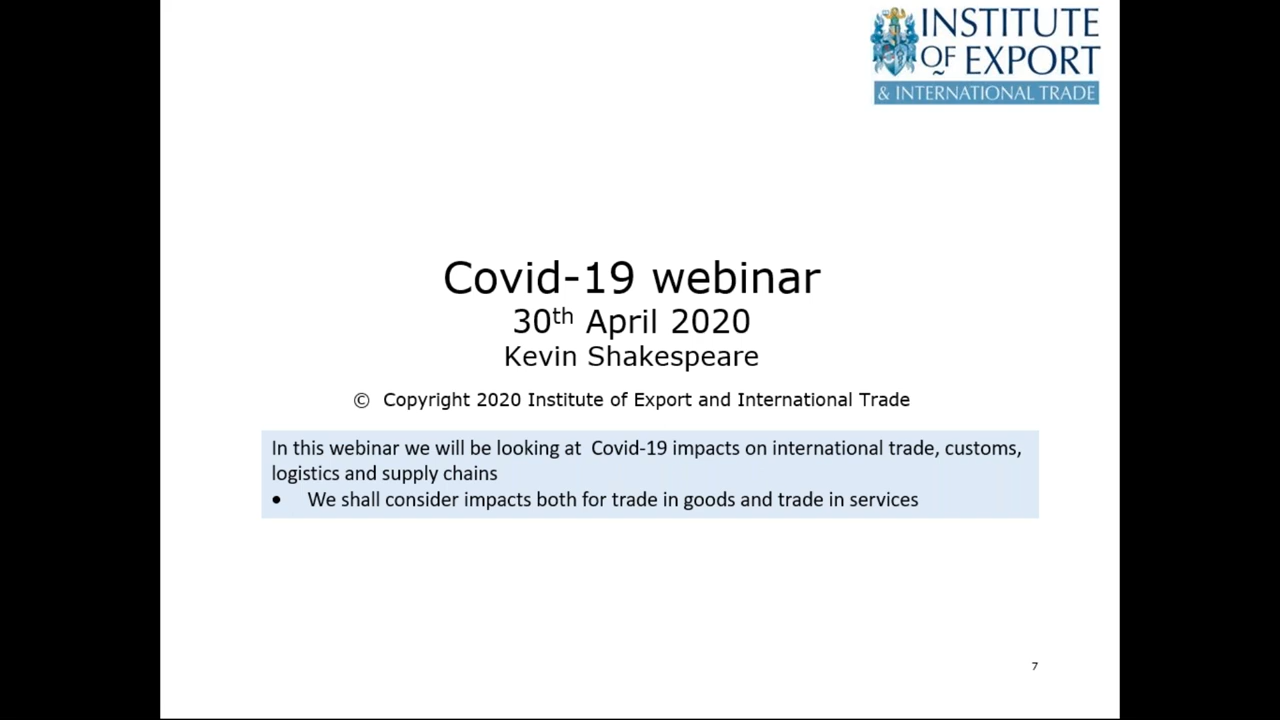 INSTITUTE
OF EXPORT
& INTERNATIONAL TRADE
Covid-19 webinar
30th April 2020
Kevin Shakespeare
© Copyright 2020 Institute of Export and International Trade
In this webinar we will be looking at Covid-19 impacts on international trade, customs,
logistics and supply chains
• We shall consider impacts both for trade in goods and trade in services
7